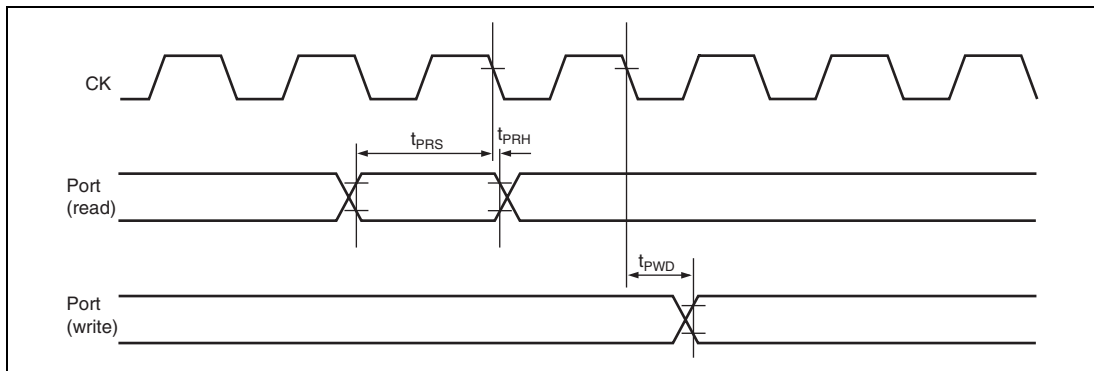 CK
tPRS
tPRH
Port
(read)
tPWD
Port
(write)